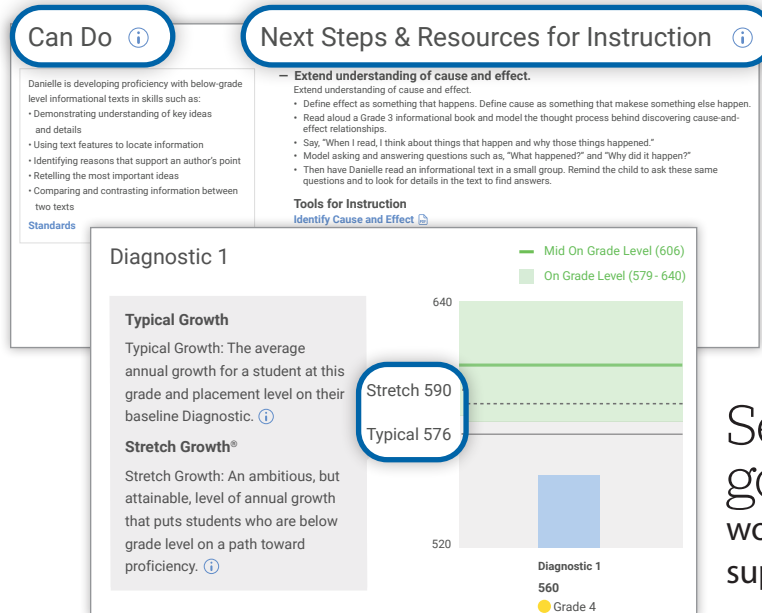 Can Do
Next Steps & Resources for Instruction
Danielle is developing proficiency with below-grade
level informational texts in skills such as:
• Demonstrating understanding of key ideas
and details
• Using text features to locate information
• Identifying reasons that support an author's point
• Retelling the most important ideas
• Comparing and contrasting information between
two texts
Standards
– Extend understanding of cause and effect.
Extend understanding of cause and effect.
• Define effect as something that happens. Define cause as something that makese something else happen.
• Read aloud a Grade 3 informational book and model the thought process behind discovering cause-and-
effect relationships.
• Say, "When I read, I think about things that happen and why those things happened."
• Model asking and answering questions such as, "What happened?" and "Why did it happen?"
• Then have Danielle read an informational text in a small group. Remind the child to ask these same
questions and to look for details in the text to find answers.
Tools for Instruction
Identify Cause and Effect
Diagnostic 1
Typical Growth
Typical Growth: The average
annual growth for a student at this
grade and placement level on their
baseline Diagnostic.
Stretch Growth®
Stretch Growth: An ambitious, but
attainable, level of annual growth
that puts students who are below
grade level on a path toward
proficiency.
Mid On Grade Level (606)
On Grade Level (579 - 640)
640
Stretch 590
Typical 576
520
Diagnostic 1
560
Grade 4